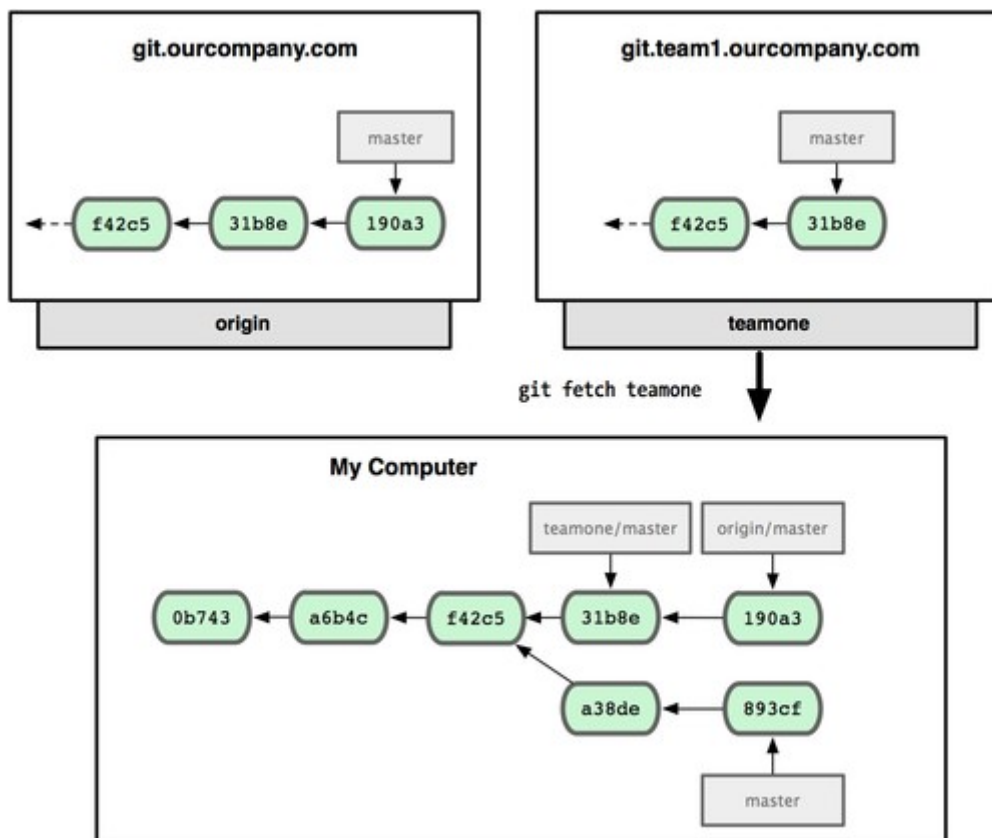 git.ourcompany.com
master
f42c5
31b8e
190a3
origin
git.team1.ourcompany.com
master
f42c5
31b8e
teamone
git fetch teamone
My Computer
teamone/master
origin/master
0b743
a6b4c
f42c5
31b8e
190a3
a38de
893cf
master